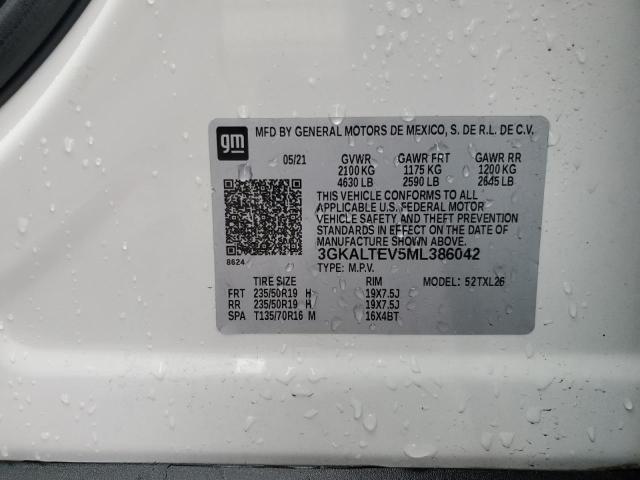 gm MFD BY GENERAL MOTORS DE MEXICO, S. DE R.L. DE C.V.
05/21 GVWR GAWR FRT GAWR RR
2100 KG 1175 KG 1200 KG
4630 LB 2590 LB 2645 LB
THIS VEHICLE CONFORMS TO ALL
APPLICABLE U.S. FEDERAL MOTOR
VEHICLE SAFETY AND THEFT PREVENTION
STANDARDS IN EFFECT ON THE DATE OF
MANUFACTURE SHOWN ABOVE.
8624 3GKALTEV5ML386042
TYPE: M.P.V.
TIRE SIZE RIM MODEL: 52TXL26
FRT 235/50R19 H 19X7.5J
RR 235/50R19 H 19X7.5J
SPA T135/70R16 M 16X4BT